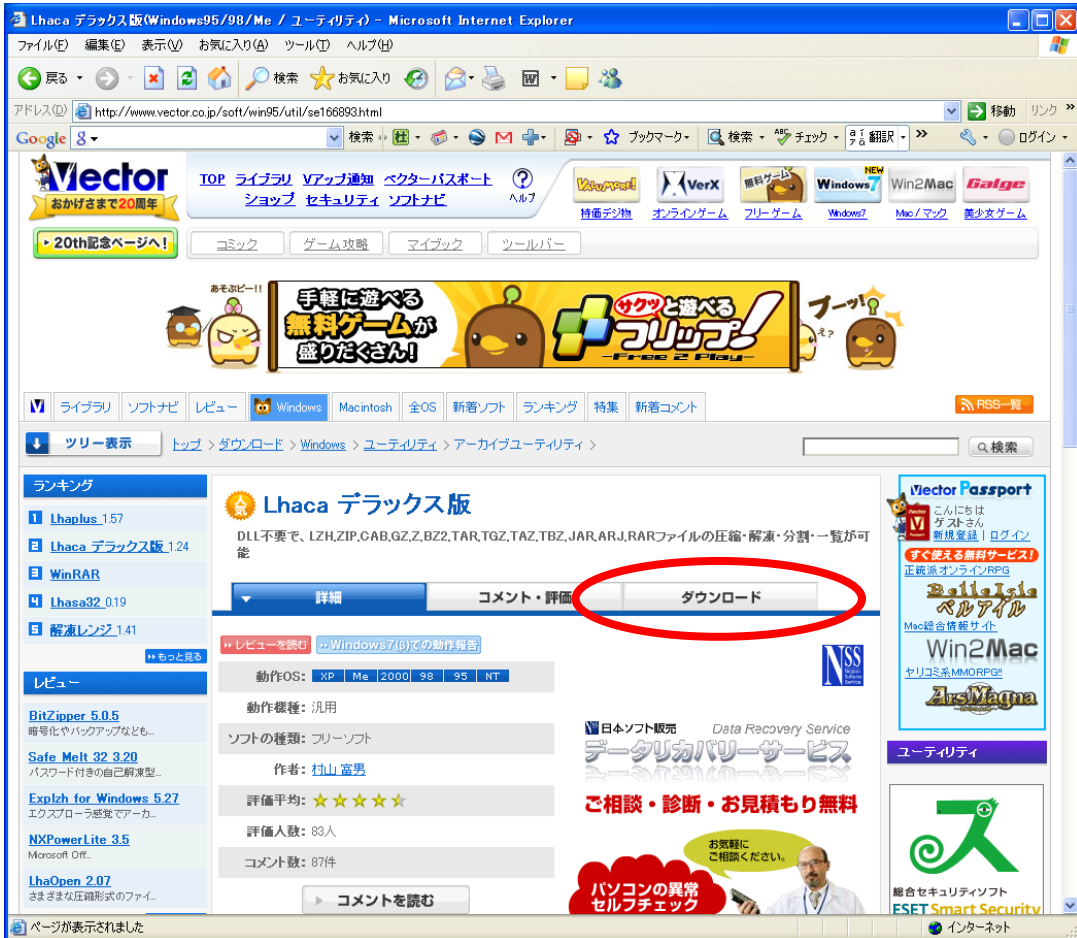 Lhaca デラックス版(Windows95/98/Me / ユーティリティ) - Microsoft Internet Explorer
ファイル(F) 編集(E) 表示(V) お気に入り(A) ツール(T) ヘルプ(H)
戻る 検索 お気に入り
アドレス(D) http://www.vector.co.jp/soft/win95/util/se166893.html 移動 リンク »
Google 検索 ブックマーク 検索 チェック 翻訳 » ログイン
Vector
おかげさまで20周年
TOP ライブラリ Vアップ通知 ベクターパスポート
ショップ セキュリティ ソフトナビ
ヘルプ
VerX 無料ゲーム NEW Windows7 Win2Mac Galge
特価デジ物 オンラインゲーム フリーゲーム Windows7 Mac / マック 美少女ゲーム
20th記念ページへ!
コミック ゲーム攻略 マイブック ツールバー
あそぶピー!!
手軽に遊べる
無料ゲームが
盛りだくさん!
サクッと遊べる
フリップ!
-Free 2 Play-
ブーッ!
え?
ライブラリ ソフトナビ レビュー Windows Macintosh 全OS 新着ソフト ランキング 特集 新着コメント RSS一覧
ツリー表示 トップ > ダウンロード > Windows > ユーティリティ > アーカイブユーティリティ > 検索
ランキング
1 Lhaplus 1.57
2 Lhaca デラックス版 1.24
3 WinRAR
4 Lhasa32 0.19
5 解凍レンジ 1.41
もっと見る
レビュー
BitZipper 5.0.5
暗号化やバックアップなども...
Safe Melt 32 3.20
パスワード付きの自己解凍型...
Explzh for Windows 5.27
エクスプローラ感覚でアーカ...
NXPowerLite 3.5
Microsoft Off...
LhaOpen 2.07
さまざまな圧縮形式のファイ...
人気
Lhaca デラックス版
DLL不要で、LZH,ZIP,CAB,GZ,Z,BZ2,TAR,TGZ,TAZ,TBZ,JAR,ARJ,RARファイルの圧縮・解凍・分割・一覧が可
能
詳細 コメント・評価 ダウンロード
レビューを読む Windows7(β)での動作報告
動作OS: XP Me 2000 98 95 NT
動作機種: 汎用
ソフトの種類: フリーソフト
作者: 村山 富男
評価平均: ★★★★
評価人数: 83人
コメント数: 87件
コメントを読む
NSS
日本ソフト販売 Data Recovery Service
データリカバリーサービス
ご相談・診断・お見積もり無料
お気軽に
ご相談ください。
パソコンの異常
セルフチェック
Vector Passport
こんにちは
ゲストさん
新規登録 | ログイン
すぐ使える無料サービス!
正統派オンラインRPG
BelleIsle
ベルアイル
Mac総合情報サイト
Win2Mac
ヤリコミ系MMORPG!!
ArsMagna
ユーティリティ
総合セキュリティソフト
ESET Smart Security
ページが表示されました インターネット